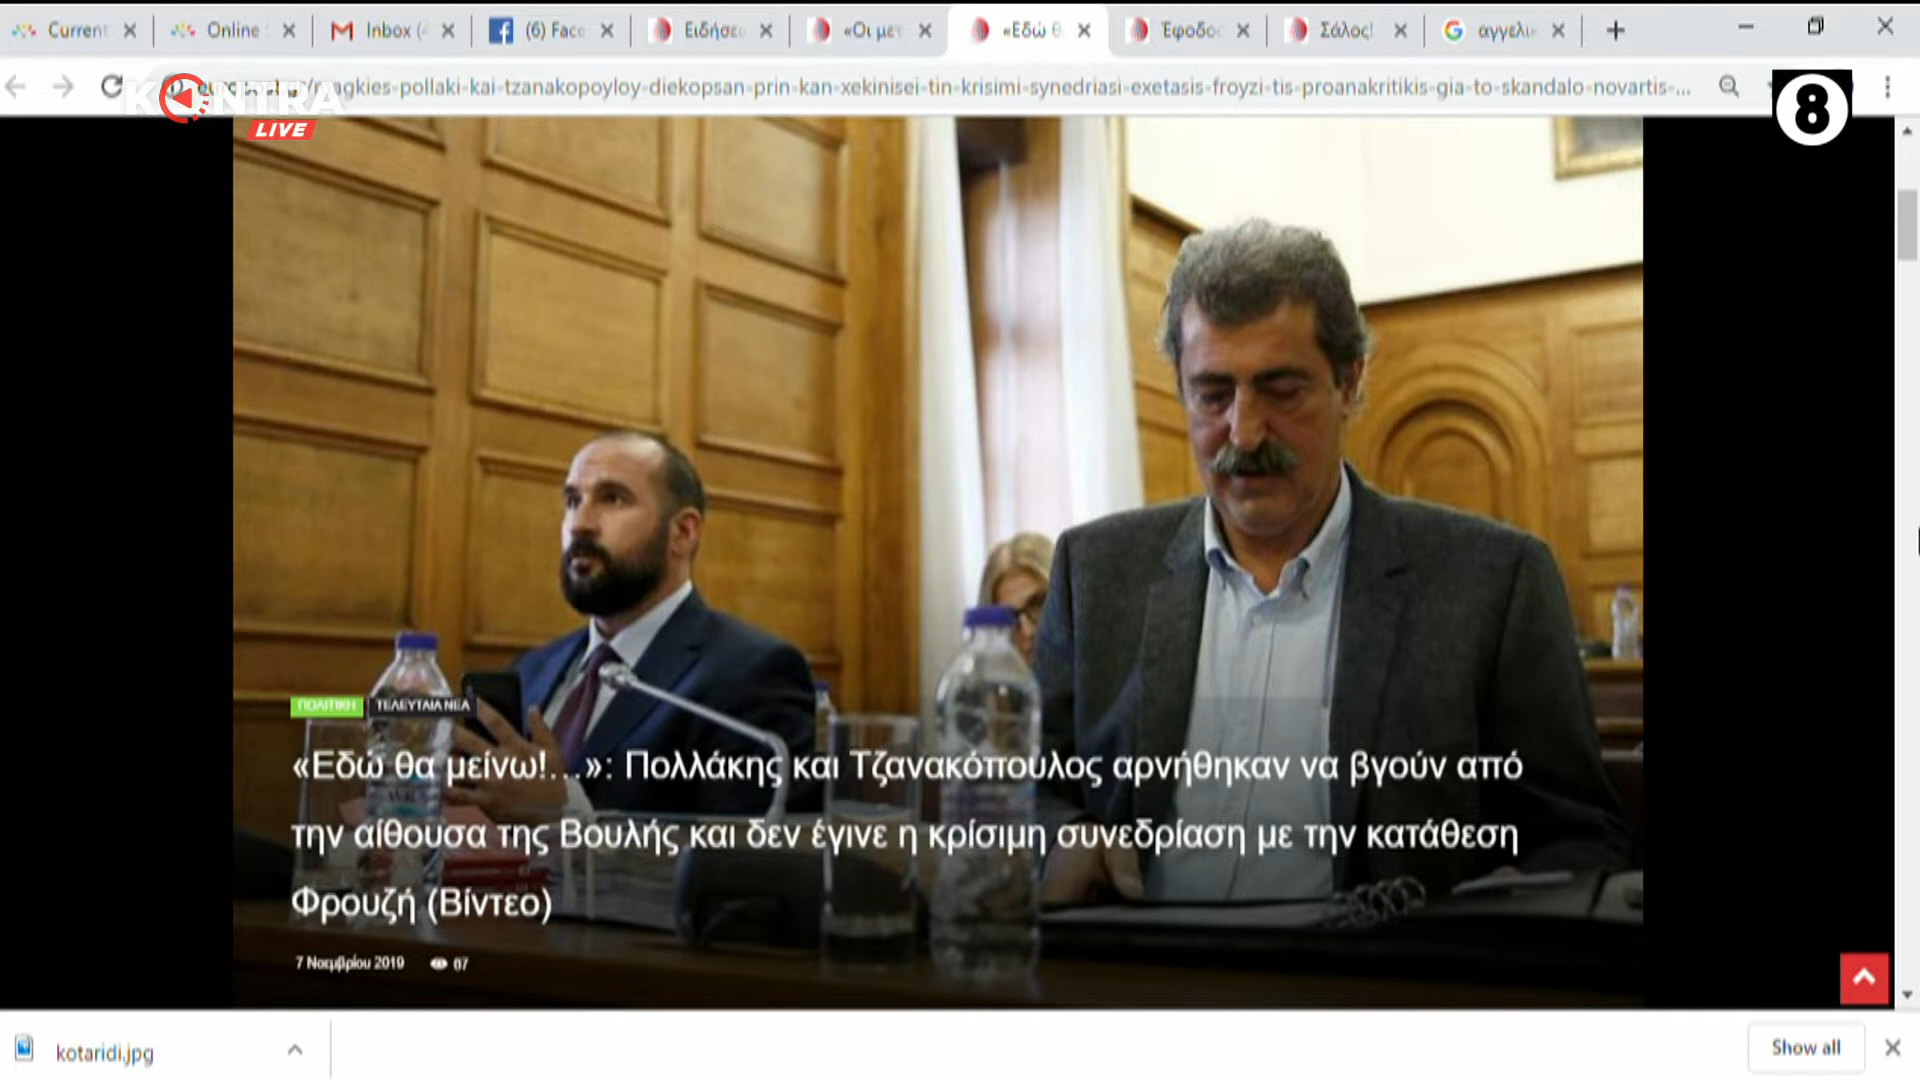 Current
Online
Inbox (
(6) Face
Ειδήσει
«Οι με
«Εδώ θ
Έφοδο
Σάλος!
αγγελι
KONTRA
LIVE
agkies-pollaki-kai-tzanakopoyloy-diekopsan-prin-kan-xekinisei-tin-krisimi-synedriasi-exetasis-froyzi-tis-proanakritikis-gia-to-skandalo-novartis-...
8
ΠΟΛΙΤΙΚΗ ΤΕΛΕΥΤΑΙΑ ΝΕΑ
«Εδώ θα μείνω!…»: Πολλάκης και Τζανακόπουλος αρνήθηκαν να βγούν από
την αίθουσα της Βουλής και δεν έγινε η κρίσιμη συνεδρίαση με την κατάθεση
Φρουζή (Βίντεο)
7 Νοεμβρίου 2019 67
kotaridi.jpg
Show all